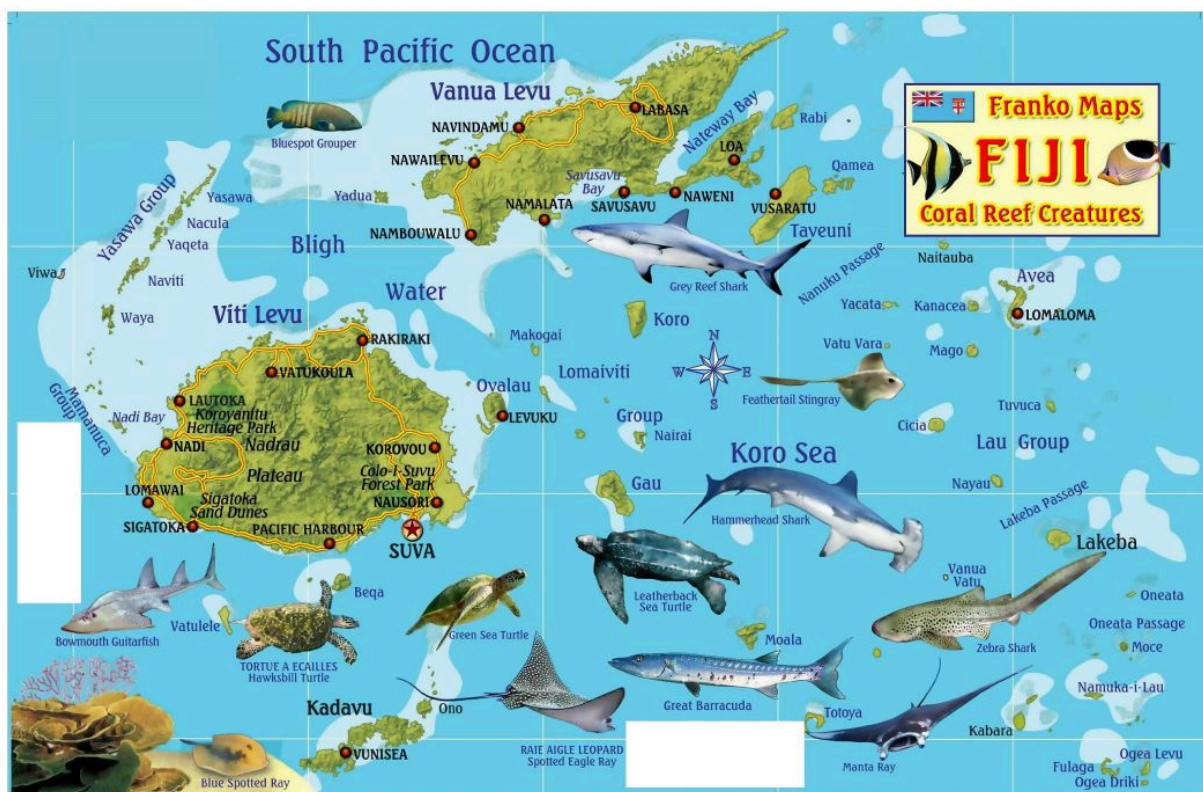 South Pacific Ocean
Vanua Levu
LABASA
NAVINDAMU
Nateway Bay
Rabi
Bluespot Grouper
NAWAILEVU
LOA
Qamea
Franko Maps
FIJI
Coral Reef Creatures
Yasawa Group
Yasawa
Nacula
Yaqeta
Naviti
Viwa
Waya
Yadua
Savusavu
Bay
SAVUSAVU
NAWENI
VUSARATU
NAMALATA
NAMBOUWALU
Taveuni
Bligh
Water
Grey Reef Shark
Nanuku Passage
Naitauba
Avea
Yacata
Kanacea
LOMALOMA
Viti Levu
RAKIRAKI
Makogai
Koro
N
W E
S
Vatu Vara
Mago
VATUKOULA
Lomaiviti
Group
Feathertail Stingray
Mamanuca
Group
Nadi Bay
LAUTOKA
Koroyanitu
Heritage Park
Ovalau
LEVUKU
Nairai
Tuvuca
Cicia
NADI
Nadrau
Plateau
KOROVOU
Colo-I-Suvu
Forest Park
Koro Sea
Lau Group
Gau
Nayau
LOMAWAI
Sigatoka
Sand Dunes
NAUSORI
Hammerhead Shark
Lakeba Passage
SIGATOKA
PACIFIC HARBOUR
SUVA
Lakeba
Leatherback
Sea Turtle
Vanua
Vatu
Oneata
Beqa
Green Sea Turtle
Bowmouth Guitarfish
Vatulele
TORTUE A ECAILLES
Hawksbill Turtle
Moala
Zebra Shark
Oneata Passage
Moce
Great Barracuda
Namuka-i-Lau
Kadavu
Ono
Totoya
Kabara
VUNISEA
RAIE AIGLE LEOPARD
Spotted Eagle Ray
Manta Ray
Ogea Levu
Fulaga
Ogea Driki
Blue Spotted Ray